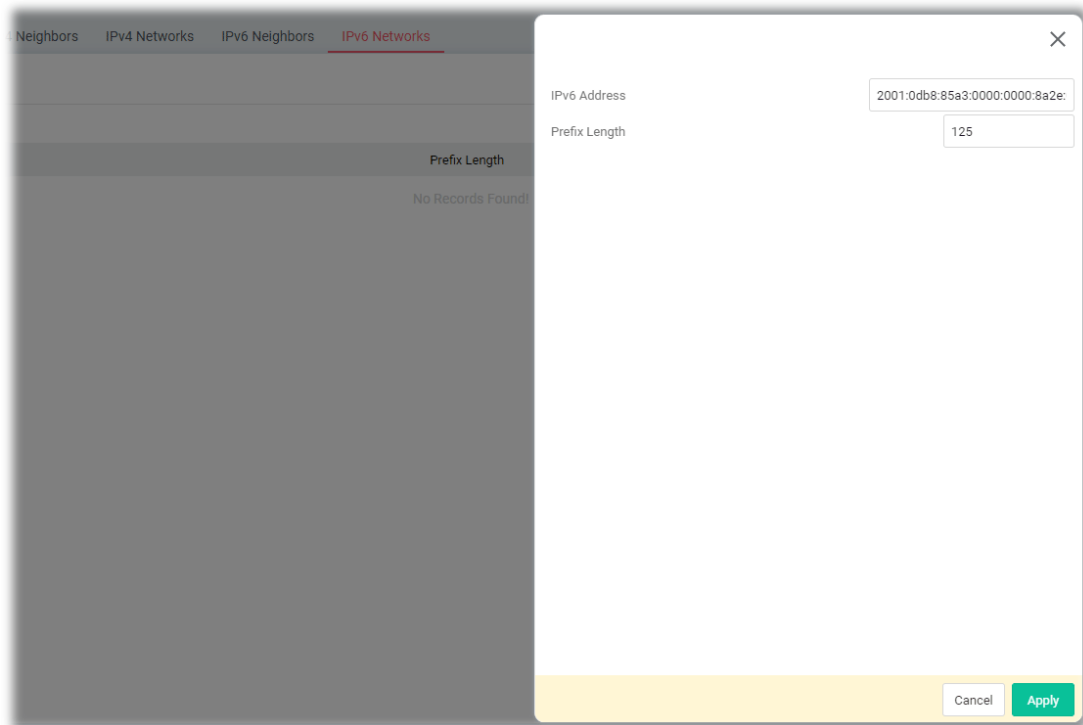 Neighbors IPv4 Networks IPv6 Neighbors IPv6 Networks
Prefix Length
No Records Found!
IPv6 Address 2001:0db8:85a3:0000:0000:8a2e:
Prefix Length 125
Cancel Apply